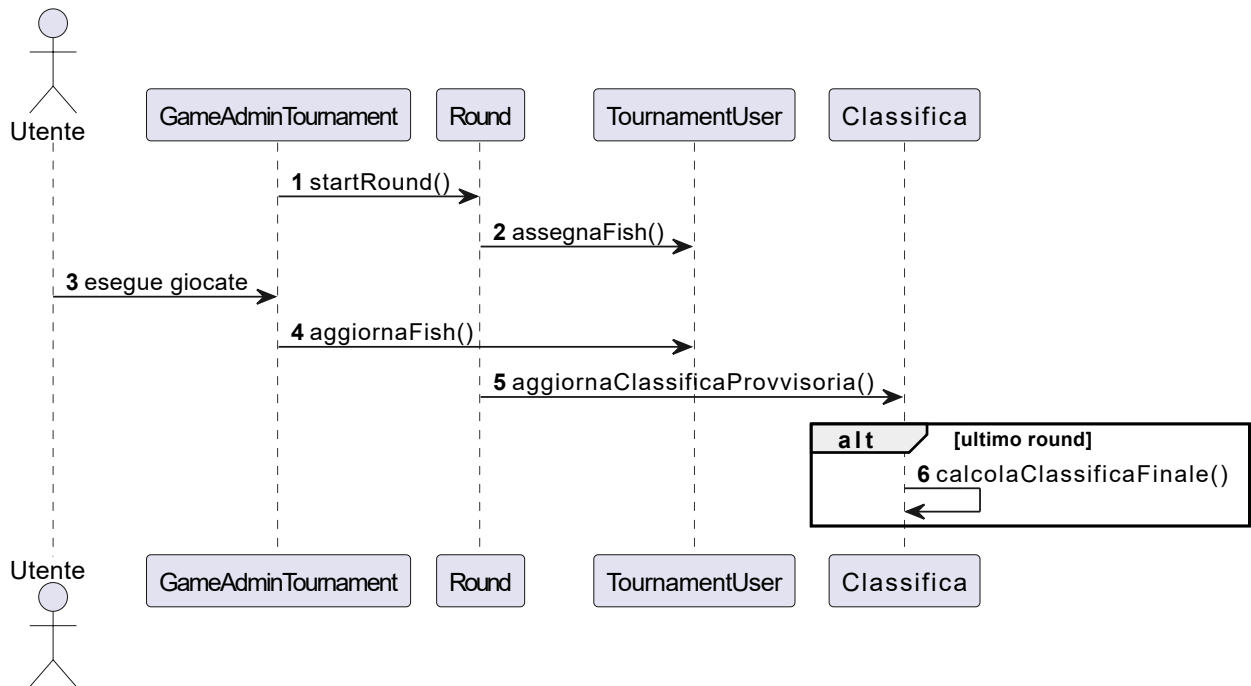 Utente
GameAdminTournament
Round
TournamentUser
Classifica
1 startRound()
2 assegnaFish()
3 esegue giocate
4 aggiornaFish()
5 aggiornaClassificaProvvisoria()
alt [ultimo round]
6 calcolaClassificaFinale()
Utente
GameAdminTournament
Round
TournamentUser
Classifica